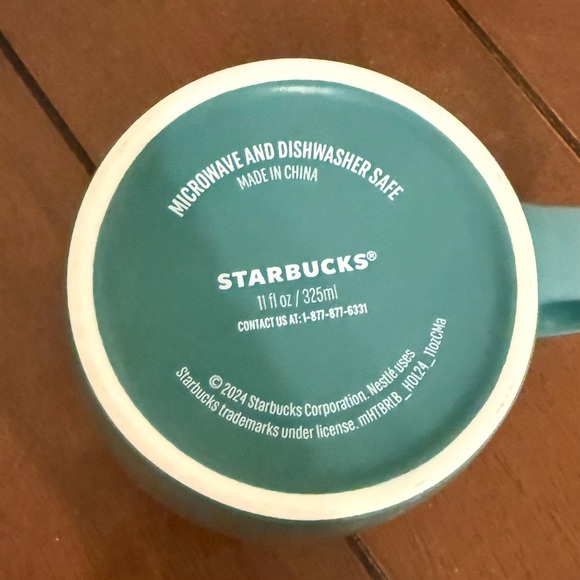 MICROWAVE AND DISHWASHER SAFE
MADE IN CHINA
STARBUCKS®
11 fl oz / 325ml
CONTACT US AT: 1-877-877-6331
© 2024 Starbucks Corporation. Nestlé uses
Starbucks trademarks under license. mHTBRLB_HOL24_11ozCMa